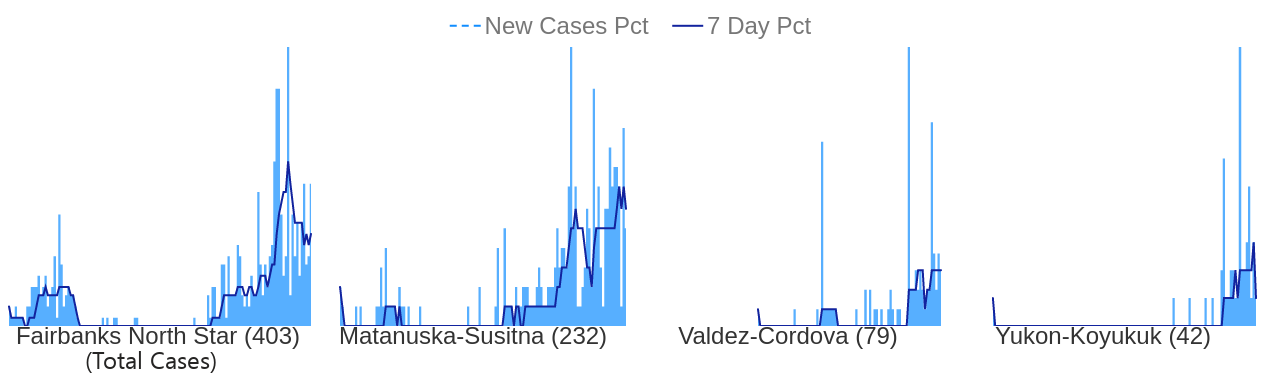 New Cases Pct 7 Day Pct
Fairbanks North Star (403) Matanuska-Susitna (232) Valdez-Cordova (79) Yukon-Koyukuk (42)
(Total Cases)